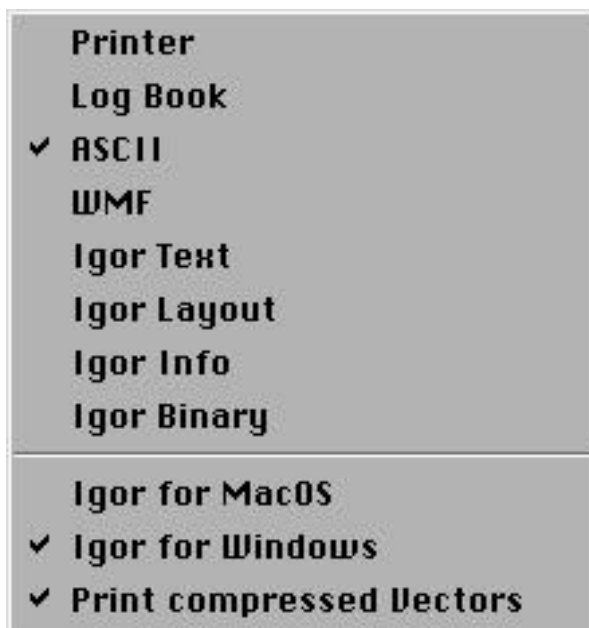 Printer
Log Book
ASCII
WMF
Igor Text
Igor Layout
Igor Info
Igor Binary
Igor for MacOS
Igor for Windows
Print compressed Vectors